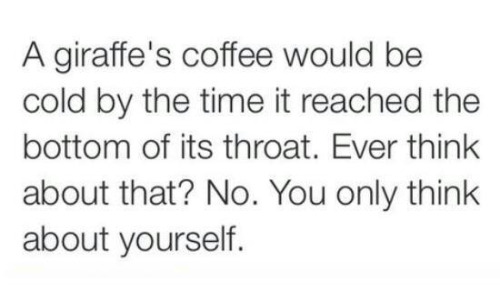 A giraffe's coffee would be
cold by the time it reached the
bottom of its throat. Ever think
about that? No. You only think
about yourself.